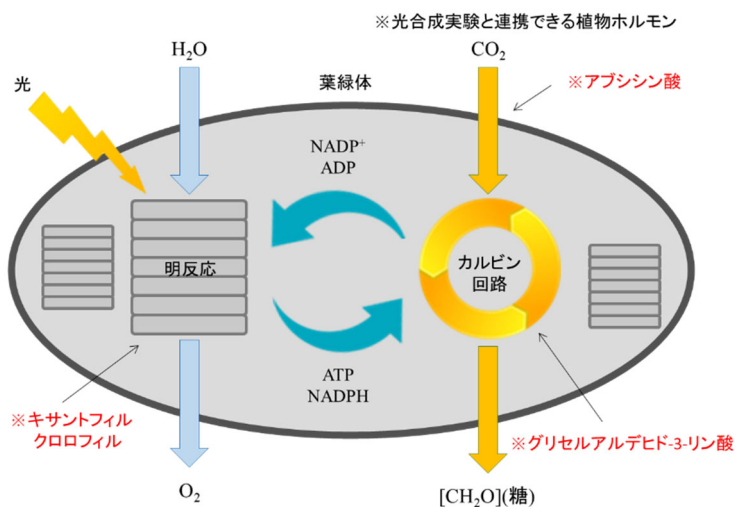 ※光合成実験と連携できる植物ホルモン
H₂O
CO₂
光
葉緑体
※アブシシン酸
NADP⁺
ADP
明反応
カルビン
回路
ATP
NADPH
※キサントフィル
クロロフィル
※グリセルアルデヒド-3-リン酸
O₂
[CH₂O](糖)